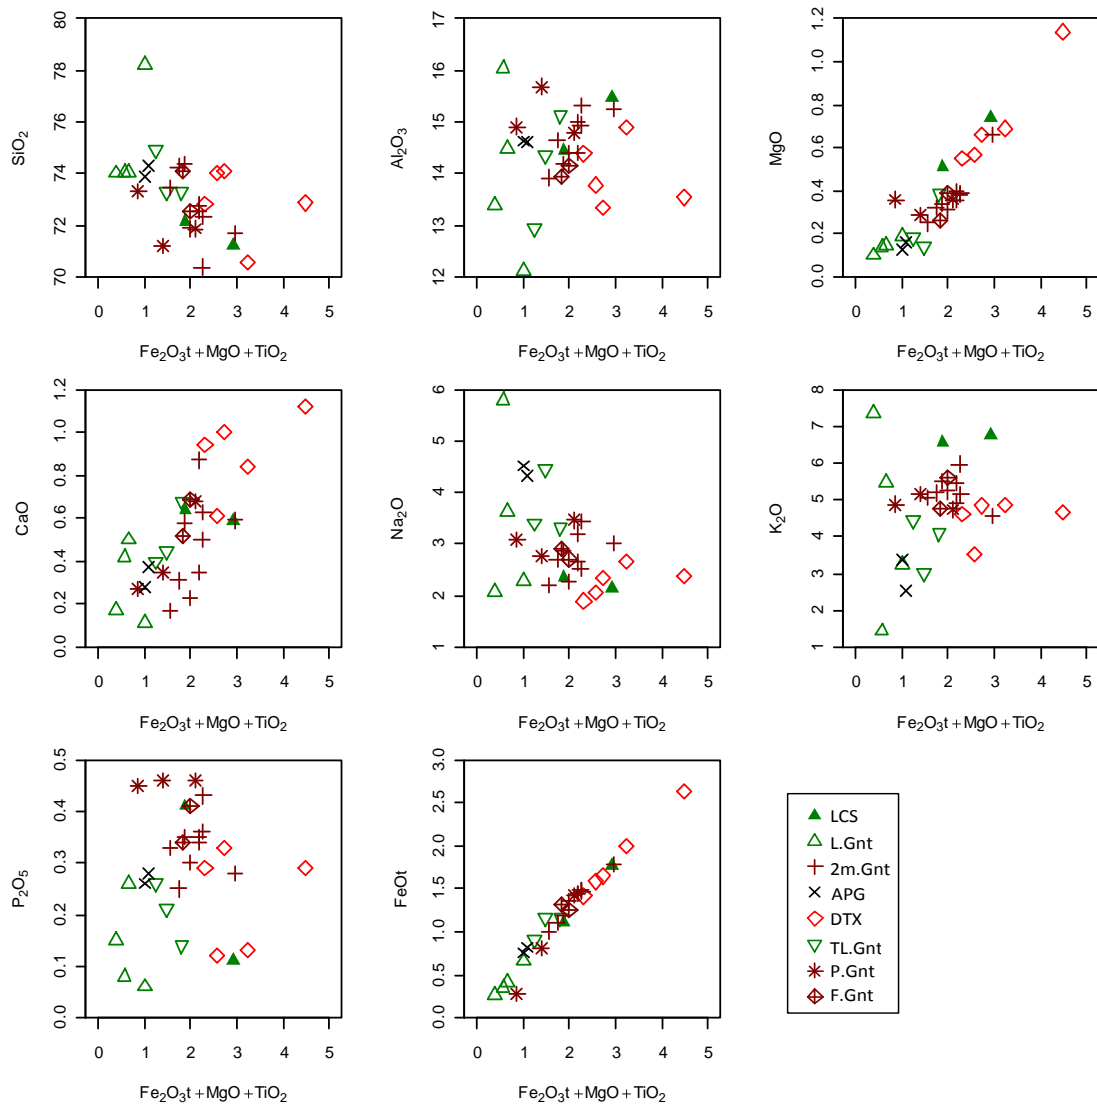 80
78
76
74
72
70
SiO₂
0 1 2 3 4 5
Fe₂O₃t + MgO + TiO₂
17
16
15
14
13
12
Al₂O₃
0 1 2 3 4 5
Fe₂O₃t + MgO + TiO₂
1.2
1.0
0.8
0.6
0.4
0.2
0.0
MgO
0 1 2 3 4 5
Fe₂O₃t + MgO + TiO₂
1.2
1.0
0.8
0.6
0.4
0.2
0.0
CaO
0 1 2 3 4 5
Fe₂O₃t + MgO + TiO₂
6
5
4
3
2
1
Na₂O
0 1 2 3 4 5
Fe₂O₃t + MgO + TiO₂
8
7
6
5
4
3
2
1
K₂O
0 1 2 3 4 5
Fe₂O₃t + MgO + TiO₂
0.5
0.4
0.3
0.2
0.1
0.0
P₂O₅
0 1 2 3 4 5
Fe₂O₃t + MgO + TiO₂
3.0
2.5
2.0
1.5
1.0
0.5
0.0
FeOt
0 1 2 3 4 5
Fe₂O₃t + MgO + TiO₂
LCS
L.Gnt
2m.Gnt
APG
DTX
TL.Gnt
P.Gnt
F.Gnt